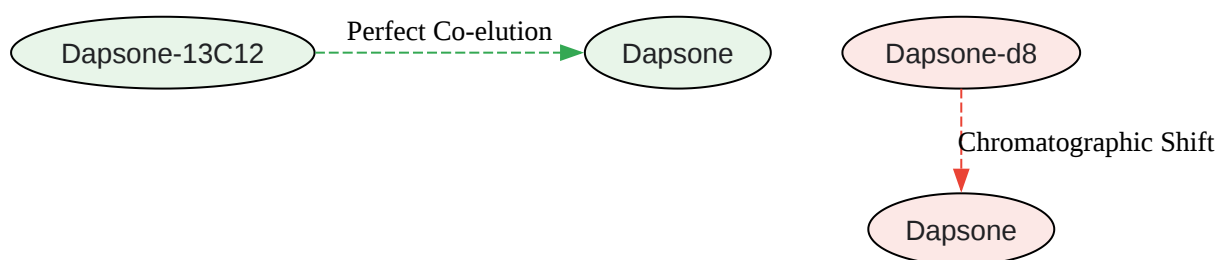 Dapsone-13C12
Perfect Co-elution
Dapsone
Dapsone-d8
Chromatographic Shift
Dapsone